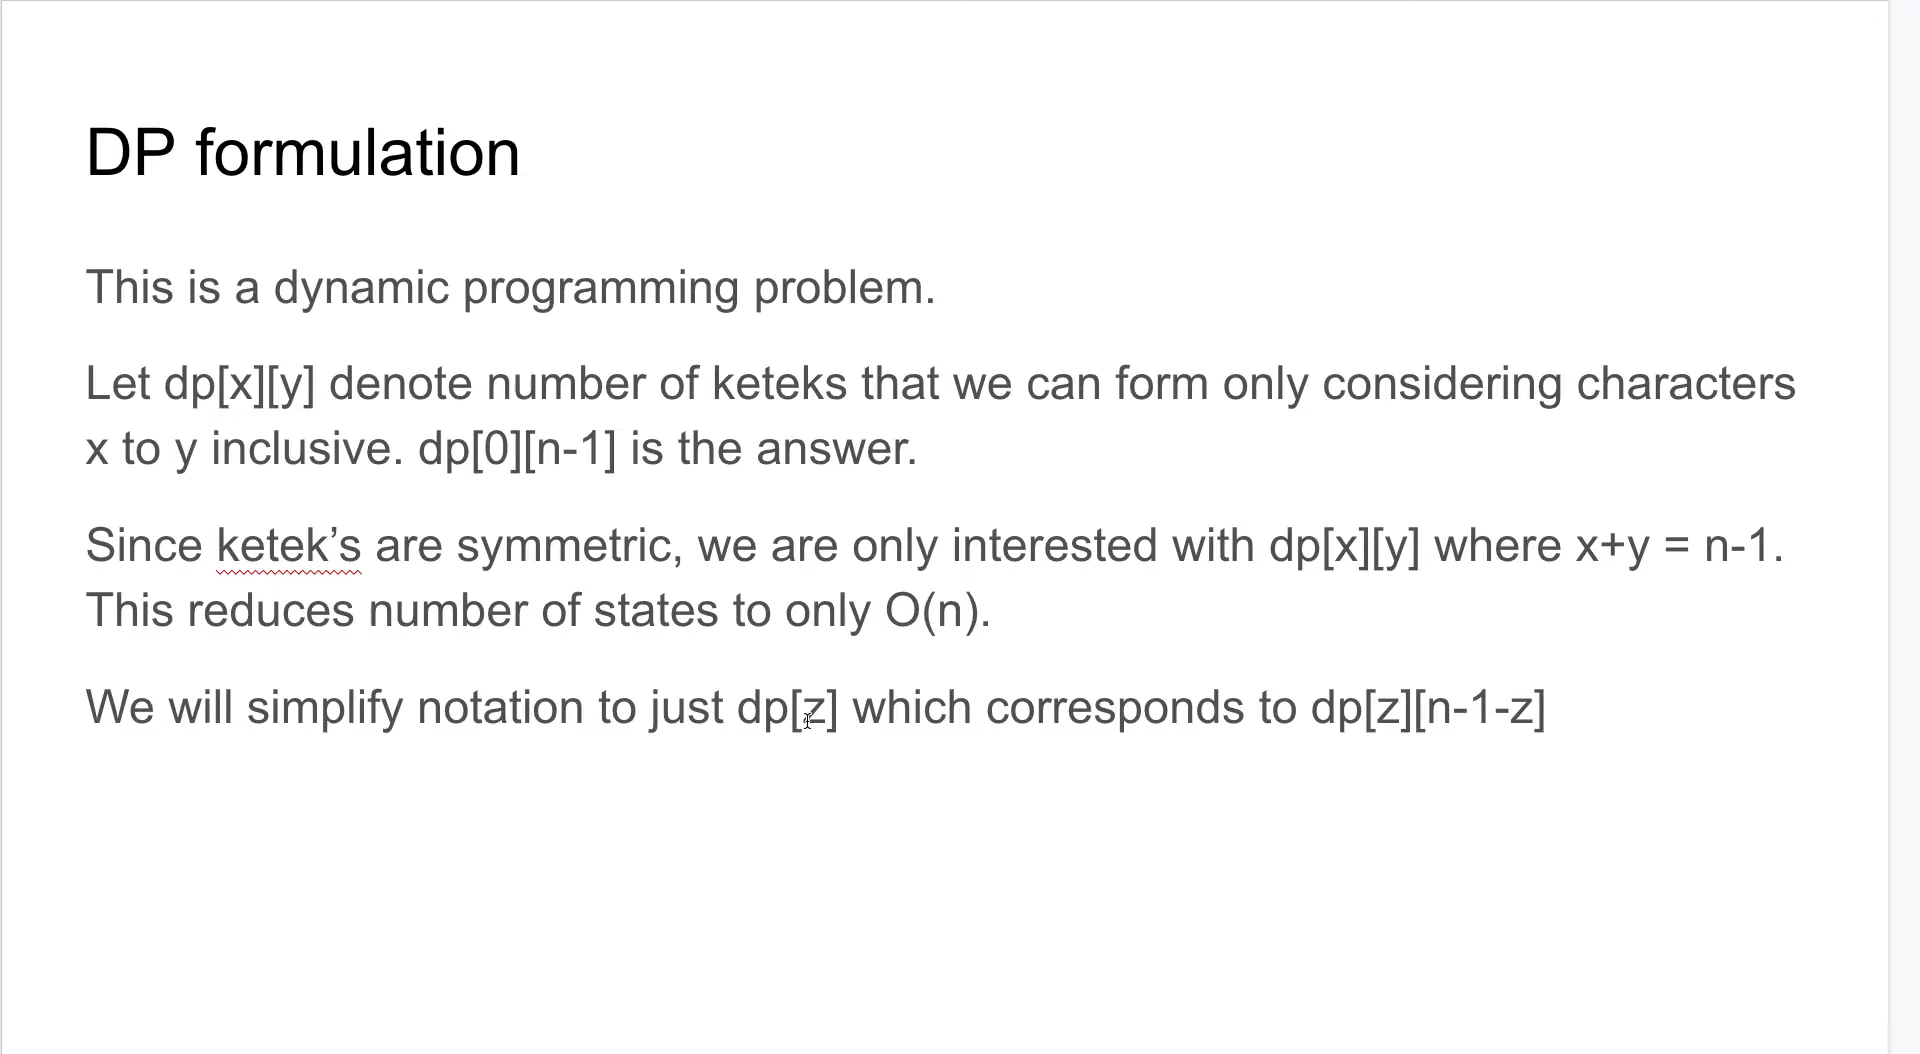 DP formulation
This is a dynamic programming problem.
Let dp[x][y] denote number of keteks that we can form only considering characters
x to y inclusive. dp[0][n-1] is the answer.
Since ketek’s are symmetric, we are only interested with dp[x][y] where x+y = n-1.
This reduces number of states to only O(n).
We will simplify notation to just dp[z] which corresponds to dp[z][n-1-z]